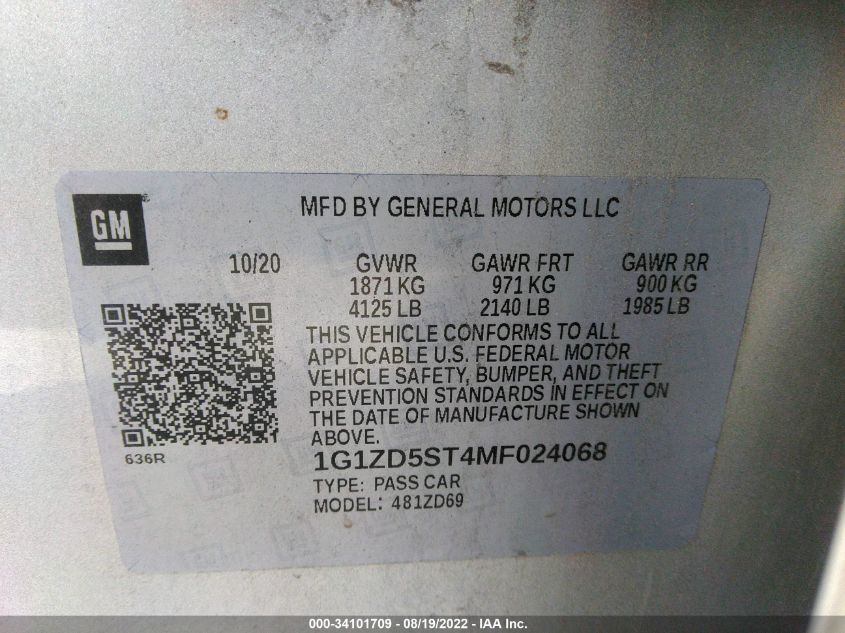 GM
MFD BY GENERAL MOTORS LLC
10/20 GVWR GAWR FRT GAWR RR
1871 KG 971 KG 900 KG
4125 LB 2140 LB 1985 LB
THIS VEHICLE CONFORMS TO ALL
APPLICABLE U.S. FEDERAL MOTOR
VEHICLE SAFETY, BUMPER, AND THEFT
PREVENTION STANDARDS IN EFFECT ON
THE DATE OF MANUFACTURE SHOWN
ABOVE.
636R
1G1ZD5ST4MF024068
TYPE: PASS CAR
MODEL: 481ZD69
000-34101709 - 08/19/2022 - IAA Inc.